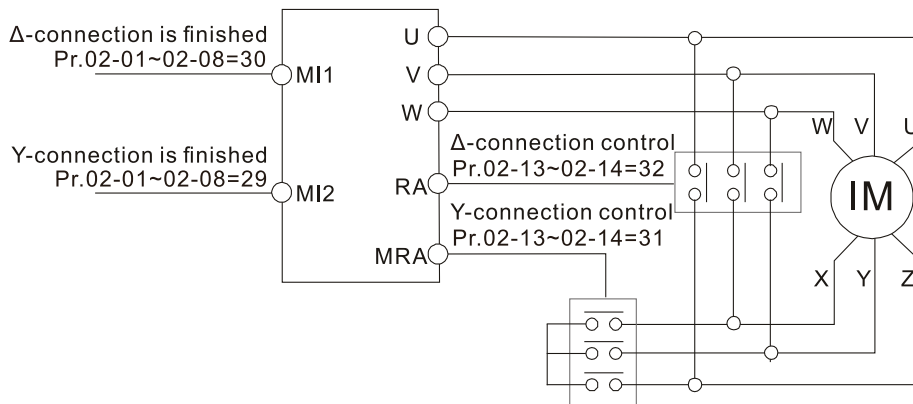 Δ-connection is finished
Pr.02-01~02-08=30
MI1
Y-connection is finished
Pr.02-01~02-08=29
MI2
U
V
W
RA
MRA
Δ-connection control
Pr.02-13~02-14=32
Y-connection control
Pr.02-13~02-14=31
W V U
IM
X Y Z